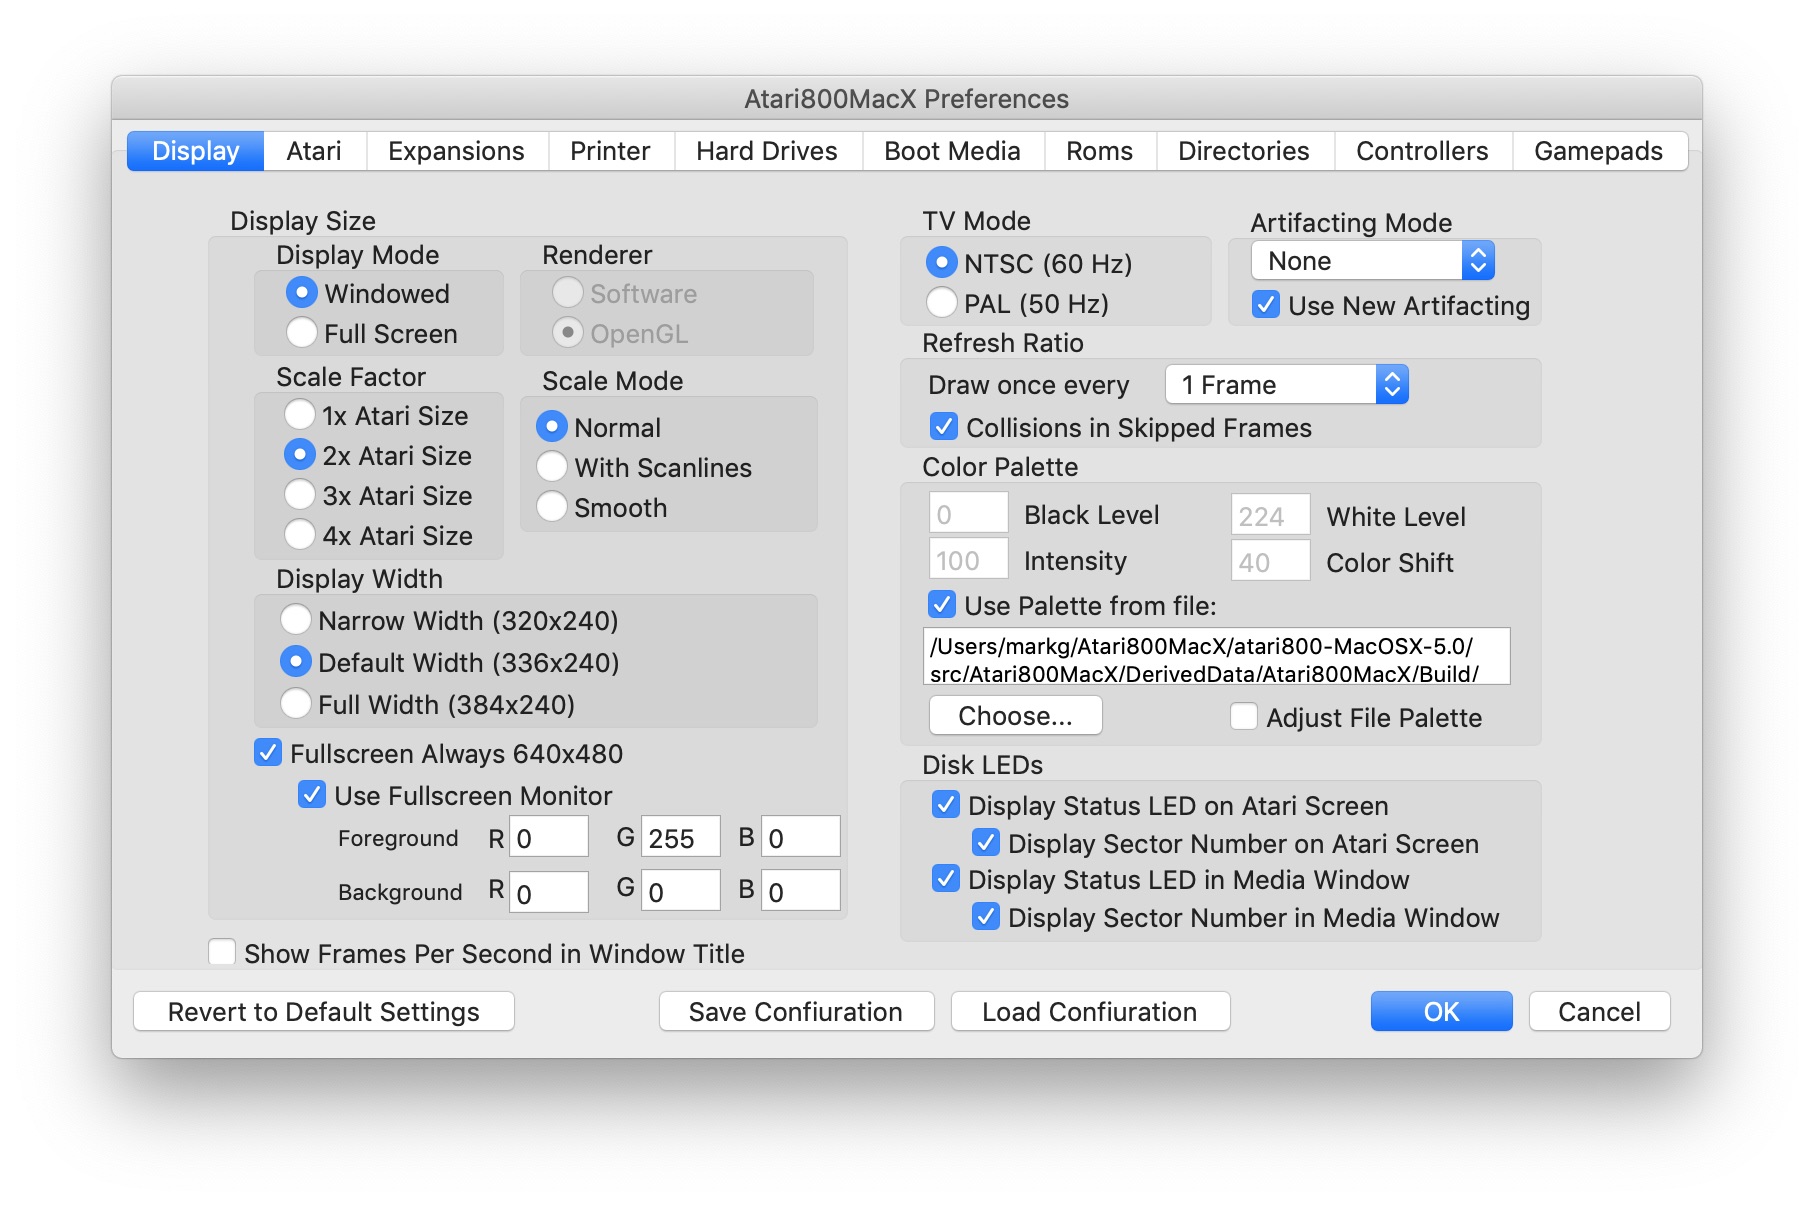 Atari800MacX Preferences
Display Atari Expansions Printer Hard Drives Boot Media Roms Directories Controllers Gamepads
Display Size
Display Mode
Windowed
Full Screen
Renderer
Software
OpenGL
Scale Factor
1x Atari Size
2x Atari Size
3x Atari Size
4x Atari Size
Scale Mode
Normal
With Scanlines
Smooth
Display Width
Narrow Width (320x240)
Default Width (336x240)
Full Width (384x240)
Fullscreen Always 640x480
Use Fullscreen Monitor
Foreground R 0 G 255 B 0
Background R 0 G 0 B 0
Show Frames Per Second in Window Title
TV Mode
NTSC (60 Hz)
PAL (50 Hz)
Artifacting Mode
None
Use New Artifacting
Refresh Ratio
Draw once every 1 Frame
Collisions in Skipped Frames
Color Palette
0 Black Level 224 White Level
100 Intensity 40 Color Shift
Use Palette from file:
/Users/markg/Atari800MacX/atari800-MacOSX-5.0/
src/Atari800MacX/DerivedData/Atari800MacX/Build/
Choose... Adjust File Palette
Disk LEDs
Display Status LED on Atari Screen
Display Sector Number on Atari Screen
Display Status LED in Media Window
Display Sector Number in Media Window
Revert to Default Settings Save Confiuration Load Confiuration OK Cancel